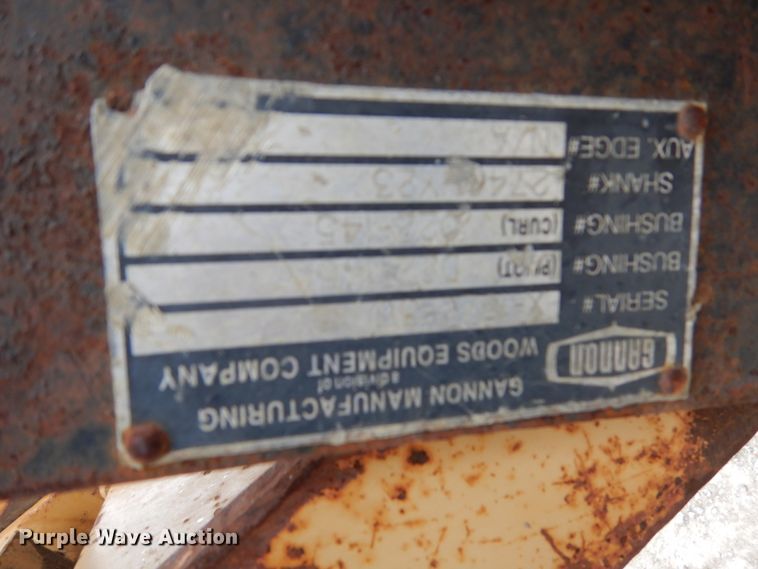 GANNON MANUFACTURING
a division of
WOODS EQUIPMENT COMPANY
GANNON
SERIAL#
BUSHING# (PIVOT)
BUSHING# (CURL)
SHANK#
AUX. EDGE# N/A
Purple Wave Auction®